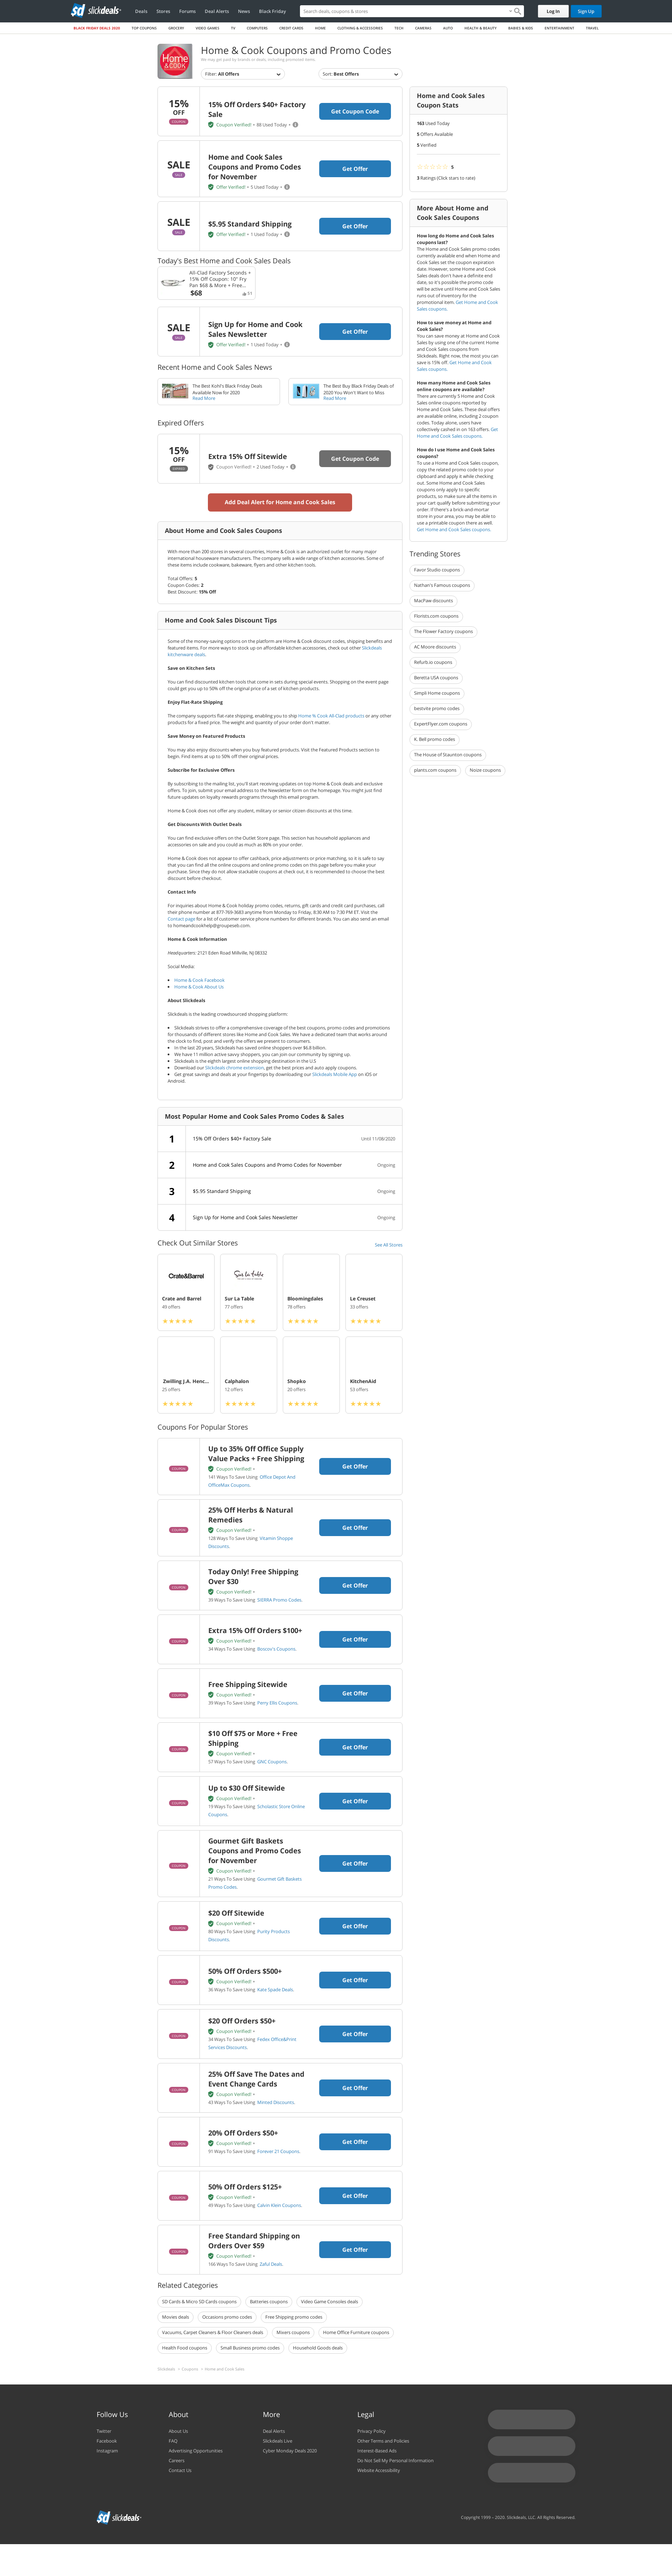 slickdeals
Deals Stores Forums Deal Alerts News Black Friday
Search deals, coupons & stores
Log In
Sign Up
BLACK FRIDAY DEALS 2020 TOP COUPONS GROCERY VIDEO GAMES TV COMPUTERS CREDIT CARDS HOME CLOTHING & ACCESSORIES TECH CAMERAS AUTO HEALTH & BEAUTY BABIES & KIDS ENTERTAINMENT TRAVEL
HOME & COOK
Home & Cook Coupons and Promo Codes
We may get paid by brands or deals, including promoted items.
Filter: All Offers
Sort: Best Offers
15%
OFF
COUPON
15% Off Orders $40+ Factory
Sale
Coupon Verified! • 88 Used Today •
Get Coupon Code
SALE
SALE
Home and Cook Sales
Coupons and Promo Codes
for November
Offer Verified! • 5 Used Today •
Get Offer
SALE
SALE
$5.95 Standard Shipping
Offer Verified! • 1 Used Today •
Get Offer
Today's Best Home and Cook Sales Deals
All-Clad Factory Seconds +
15% Off Coupon: 10" Fry
Pan $68 & More + Free...
$68
51
SALE
SALE
Sign Up for Home and Cook
Sales Newsletter
Offer Verified! • 1 Used Today •
Get Offer
Recent Home and Cook Sales News
The Best Kohl's Black Friday Deals
Available Now for 2020
Read More
The Best Buy Black Friday Deals of
2020 You Won't Want to Miss
Read More
Expired Offers
15%
OFF
EXPIRED
Extra 15% Off Sitewide
Coupon Verified! • 2 Used Today •
Get Coupon Code
Add Deal Alert for Home and Cook Sales
About Home and Cook Sales Coupons
With more than 200 stores in several countries, Home & Cook is an authorized outlet for many major
international housewares manufacturers. The company sells a wide range of kitchen accessories. Some of
these items include cookware, bakeware, flyers and other kitchen tools.
Total Offers: 5
Coupon Codes: 2
Best Discount: 15% Off
Home and Cook Sales Discount Tips
Some of the money-saving options on the platform are Home & Cook discount codes, shipping benefits and
featured items. For more ways to stock up on affordable kitchen accessories, check out other Slickdeals
kitchenware deals.
Save on Kitchen Sets
You can find discounted kitchen tools that come in sets during special events. Shopping on the event page
could get you up to 50% off the original price of a set of kitchen products.
Enjoy Flat-Rate Shipping
The company supports flat-rate shipping, enabling you to ship Home % Cook All-Clad products or any other
products for a fixed price. The weight and quantity of your order don't matter.
Save Money on Featured Products
You may also enjoy discounts when you buy featured products. Visit the Featured Products section to
begin. Find items at up to 50% off their original prices.
Subscribe for Exclusive Offers
By subscribing to the mailing list, you'll start receiving updates on top Home & Cook deals and exclusive
offers. To join, submit your email address to the Newsletter form on the homepage. You might find just
future updates on loyalty rewards programs through this email program.
Home & Cook does not offer any student, military or senior citizen discounts at this time.
Get Discounts With Outlet Deals
You can find exclusive offers on the Outlet Store page. This section has household appliances and
accessories on sale and you could as much as 80% on your order.
Home & Cook does not appear to offer cashback, price adjustments or price matching, it is safe to say
that you can find all the online coupons and online promo codes on this page before you make your
purchase. Since they do not allow stackable coupons at check out, it is recommended to choose the best
discount before checkout.
Contact Info
For inquiries about Home & Cook holiday promo codes, returns, gift cards and credit card purchases, call
their phone number at 877-769-3683 anytime from Monday to Friday, 8:30 AM to 7:30 PM ET. Visit the
Contact page for a list of customer service phone numbers for different brands. You can also send an email
to homeandcookhelp@groupeseb.com.
Home & Cook Information
Headquarters: 2121 Eden Road Millville, NJ 08332
Social Media:
• Home & Cook Facebook
• Home & Cook About Us
About Slickdeals
Slickdeals is the leading crowdsourced shopping platform:
• Slickdeals strives to offer a comprehensive coverage of the best coupons, promo codes and promotions
for thousands of different stores like Home and Cook Sales. We have a dedicated team that works around
the clock to find, post and verify the offers we present to consumers.
• In the last 20 years, Slickdeals has saved online shoppers over $6.8 billion.
• We have 11 million active savvy shoppers, you can join our community by signing up.
• Slickdeals is the eighth largest online shopping destination in the U.S
• Download our Slickdeals chrome extension, get the best prices and auto apply coupons.
• Get great savings and deals at your fingertips by downloading our Slickdeals Mobile App on iOS or
Android.
Most Popular Home and Cook Sales Promo Codes & Sales
1 15% Off Orders $40+ Factory Sale Until 11/08/2020
2 Home and Cook Sales Coupons and Promo Codes for November Ongoing
3 $5.95 Standard Shipping Ongoing
4 Sign Up for Home and Cook Sales Newsletter Ongoing
Check Out Similar Stores
See All Stores
Crate&Barrel
Crate and Barrel
49 offers
Sur la table
Sur La Table
77 offers
Bloomingdales
78 offers
Le Creuset
33 offers
Zwilling J.A. Henc...
25 offers
Calphalon
12 offers
Shopko
20 offers
KitchenAid
53 offers
Coupons For Popular Stores
COUPON
Up to 35% Off Office Supply
Value Packs + Free Shipping
Coupon Verified! •
141 Ways To Save Using Office Depot And
OfficeMax Coupons.
Get Offer
COUPON
25% Off Herbs & Natural
Remedies
Coupon Verified! •
128 Ways To Save Using Vitamin Shoppe
Discounts.
Get Offer
COUPON
Today Only! Free Shipping
Over $30
Coupon Verified! •
39 Ways To Save Using SIERRA Promo Codes.
Get Offer
COUPON
Extra 15% Off Orders $100+
Coupon Verified! •
34 Ways To Save Using Boscov's Coupons.
Get Offer
COUPON
Free Shipping Sitewide
Coupon Verified! •
39 Ways To Save Using Perry Ellis Coupons.
Get Offer
COUPON
$10 Off $75 or More + Free
Shipping
Coupon Verified! •
57 Ways To Save Using GNC Coupons.
Get Offer
COUPON
Up to $30 Off Sitewide
Coupon Verified! •
19 Ways To Save Using Scholastic Store Online
Coupons.
Get Offer
COUPON
Gourmet Gift Baskets
Coupons and Promo Codes
for November
Coupon Verified! •
21 Ways To Save Using Gourmet Gift Baskets
Promo Codes.
Get Offer
COUPON
$20 Off Sitewide
Coupon Verified! •
80 Ways To Save Using Purity Products
Discounts.
Get Offer
COUPON
50% Off Orders $500+
Coupon Verified! •
38 Ways To Save Using Kate Spade Deals.
Get Offer
COUPON
$20 Off Orders $50+
Coupon Verified! •
34 Ways To Save Using Fedex Office&Print
Services Discounts.
Get Offer
COUPON
25% Off Save The Dates and
Event Change Cards
Coupon Verified! •
43 Ways To Save Using Minted Discounts.
Get Offer
COUPON
20% Off Orders $50+
Coupon Verified! •
91 Ways To Save Using Forever 21 Coupons.
Get Offer
COUPON
50% Off Orders $125+
Coupon Verified! •
49 Ways To Save Using Calvin Klein Coupons.
Get Offer
COUPON
Free Standard Shipping on
Orders Over $59
Coupon Verified! •
166 Ways To Save Using Zaful Deals.
Get Offer
Related Categories
SD Cards & Micro SD Cards coupons Batteries coupons Video Game Consoles deals
Movies deals Occasions promo codes Free Shipping promo codes
Vacuums, Carpet Cleaners & Floor Cleaners deals Mixers coupons Home Office Furniture coupons
Health Food coupons Small Business promo codes Household Goods deals
Slickdeals > Coupons > Home and Cook Sales
Home and Cook Sales
Coupon Stats
163 Used Today
5 Offers Available
5 Verified
5
3 Ratings (Click stars to rate)
More About Home and
Cook Sales Coupons
How long do Home and Cook Sales
coupons last?
The Home and Cook Sales promo codes
currently available end when Home and
Cook Sales set the coupon expiration
date. However, some Home and Cook
Sales deals don't have a definite end
date, so it's possible the promo code
will be active until Home and Cook Sales
runs out of inventory for the
promotional item. Get Home and Cook
Sales coupons.
How to save money at Home and
Cook Sales?
You can save money at Home and Cook
Sales by using one of the current Home
and Cook Sales coupons from
Slickdeals. Right now, the most you can
save is 15% off. Get Home and Cook
Sales coupons.
How many Home and Cook Sales
online coupons are available?
There are currently 5 Home and Cook
Sales online coupons reported by
Home and Cook Sales. These deal offers
are available online, including 2 coupon
codes. Today alone, users have
collectively cashed in on 163 offers. Get
Home and Cook Sales coupons.
How do I use Home and Cook Sales
coupons?
To use a Home and Cook Sales coupon,
copy the related promo code to your
clipboard and apply it while checking
out. Some Home and Cook Sales
coupons only apply to specific
products, so make sure all the items in
your cart qualify before submitting your
order. If there's a brick-and-mortar
store in your area, you may be able to
use a printable coupon there as well.
Get Home and Cook Sales coupons.
Trending Stores
Favor Studio coupons
Nathan's Famous coupons
MacPaw discounts
Florists.com coupons
The Flower Factory coupons
AC Moore discounts
Refurb.io coupons
Beretta USA coupons
Simpli Home coupons
bestvite promo codes
ExpertFlyer.com coupons
K. Bell promo codes
The House of Staunton coupons
plants.com coupons Noize coupons
Follow Us
Twitter
Facebook
Instagram
About
About Us
FAQ
Advertising Opportunities
Careers
Contact Us
More
Deal Alerts
Slickdeals Live
Cyber Monday Deals 2020
Legal
Privacy Policy
Other Terms and Policies
Interest-Based Ads
Do Not Sell My Personal Information
Website Accessibility
slickdeals
Copyright 1999 - 2020. Slickdeals, LLC. All Rights Reserved.